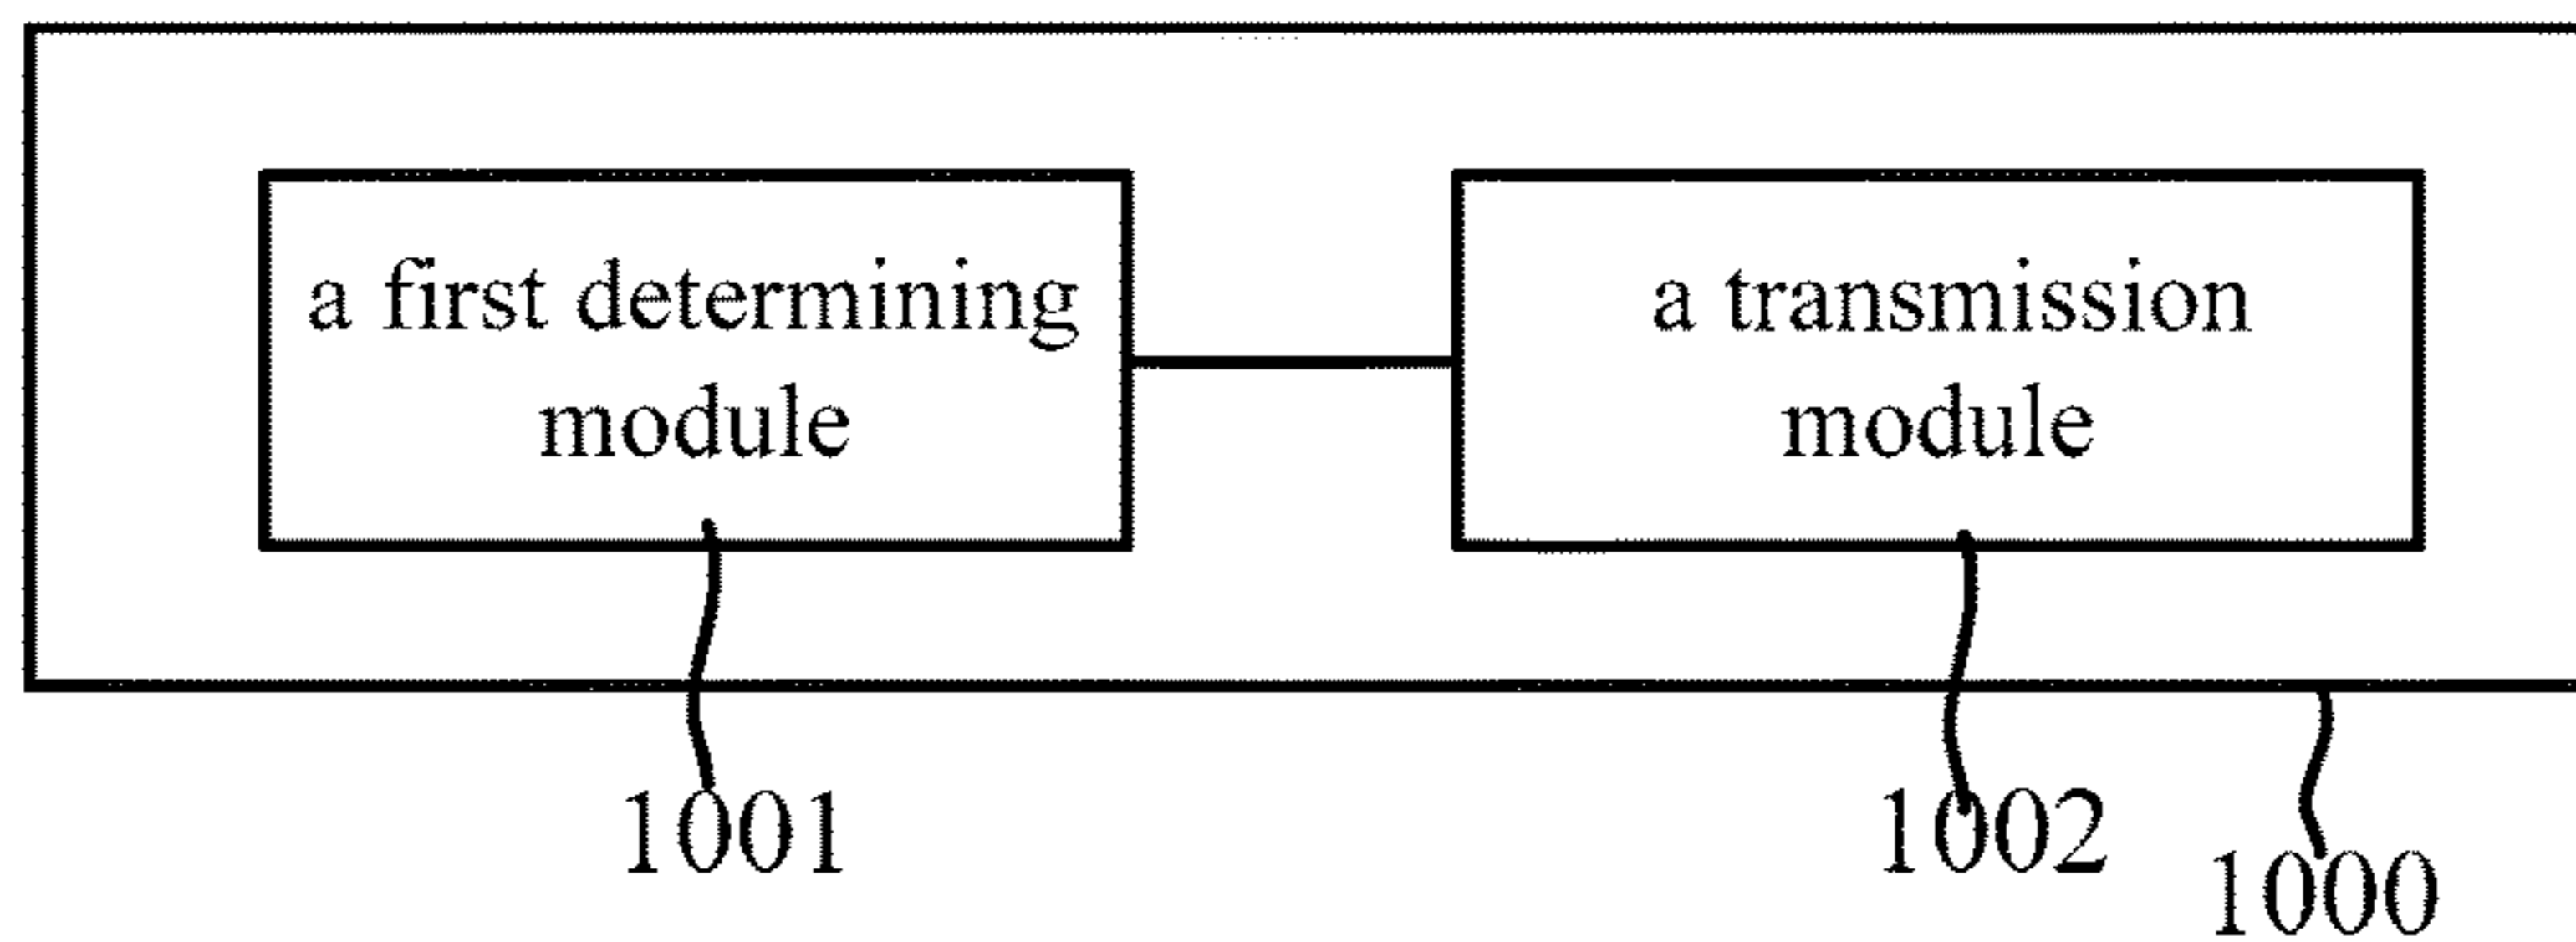 a first determining
module
a transmission
module
1001
1002
1000